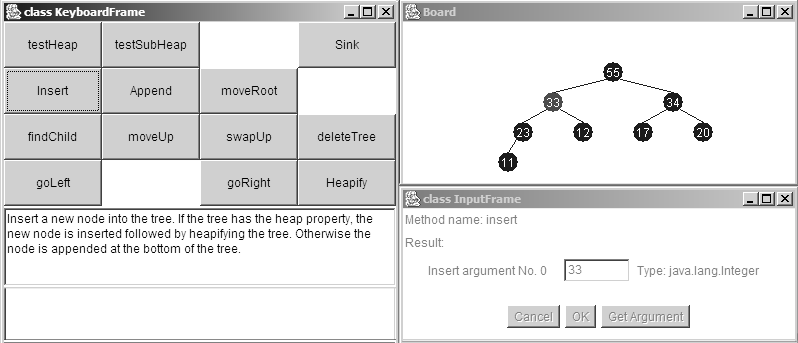 class KeyboardFrame
testHeap testSubHeap Sink
Insert Append moveRoot
findChild moveUp swapUp deleteTree
goLeft goRight Heapify
Insert a new node into the tree. If the tree has the heap property, the
new node is inserted followed by heapifying the tree. Otherwise the
node is appended at the bottom of the tree.
Board
55
33 34
23 12 17 20
11
class InputFrame
Method name: insert
Result:
Insert argument No. 0 33 Type: java.lang.Integer
Cancel OK Get Argument